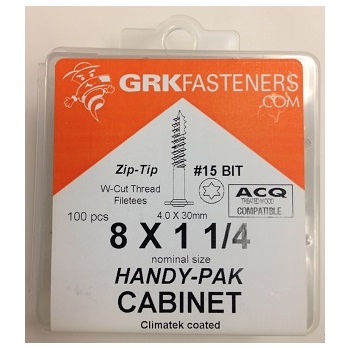 GRKFASTENERS
.COM
Zip-Tip
#15 BIT
W-Cut Thread
Filetees
ACQ
TREATED WOOD
COMPATIBLE
100 pcs
4.0 X 30mm
8 X 1 1/4
nominal size
HANDY-PAK
CABINET
Climatek coated